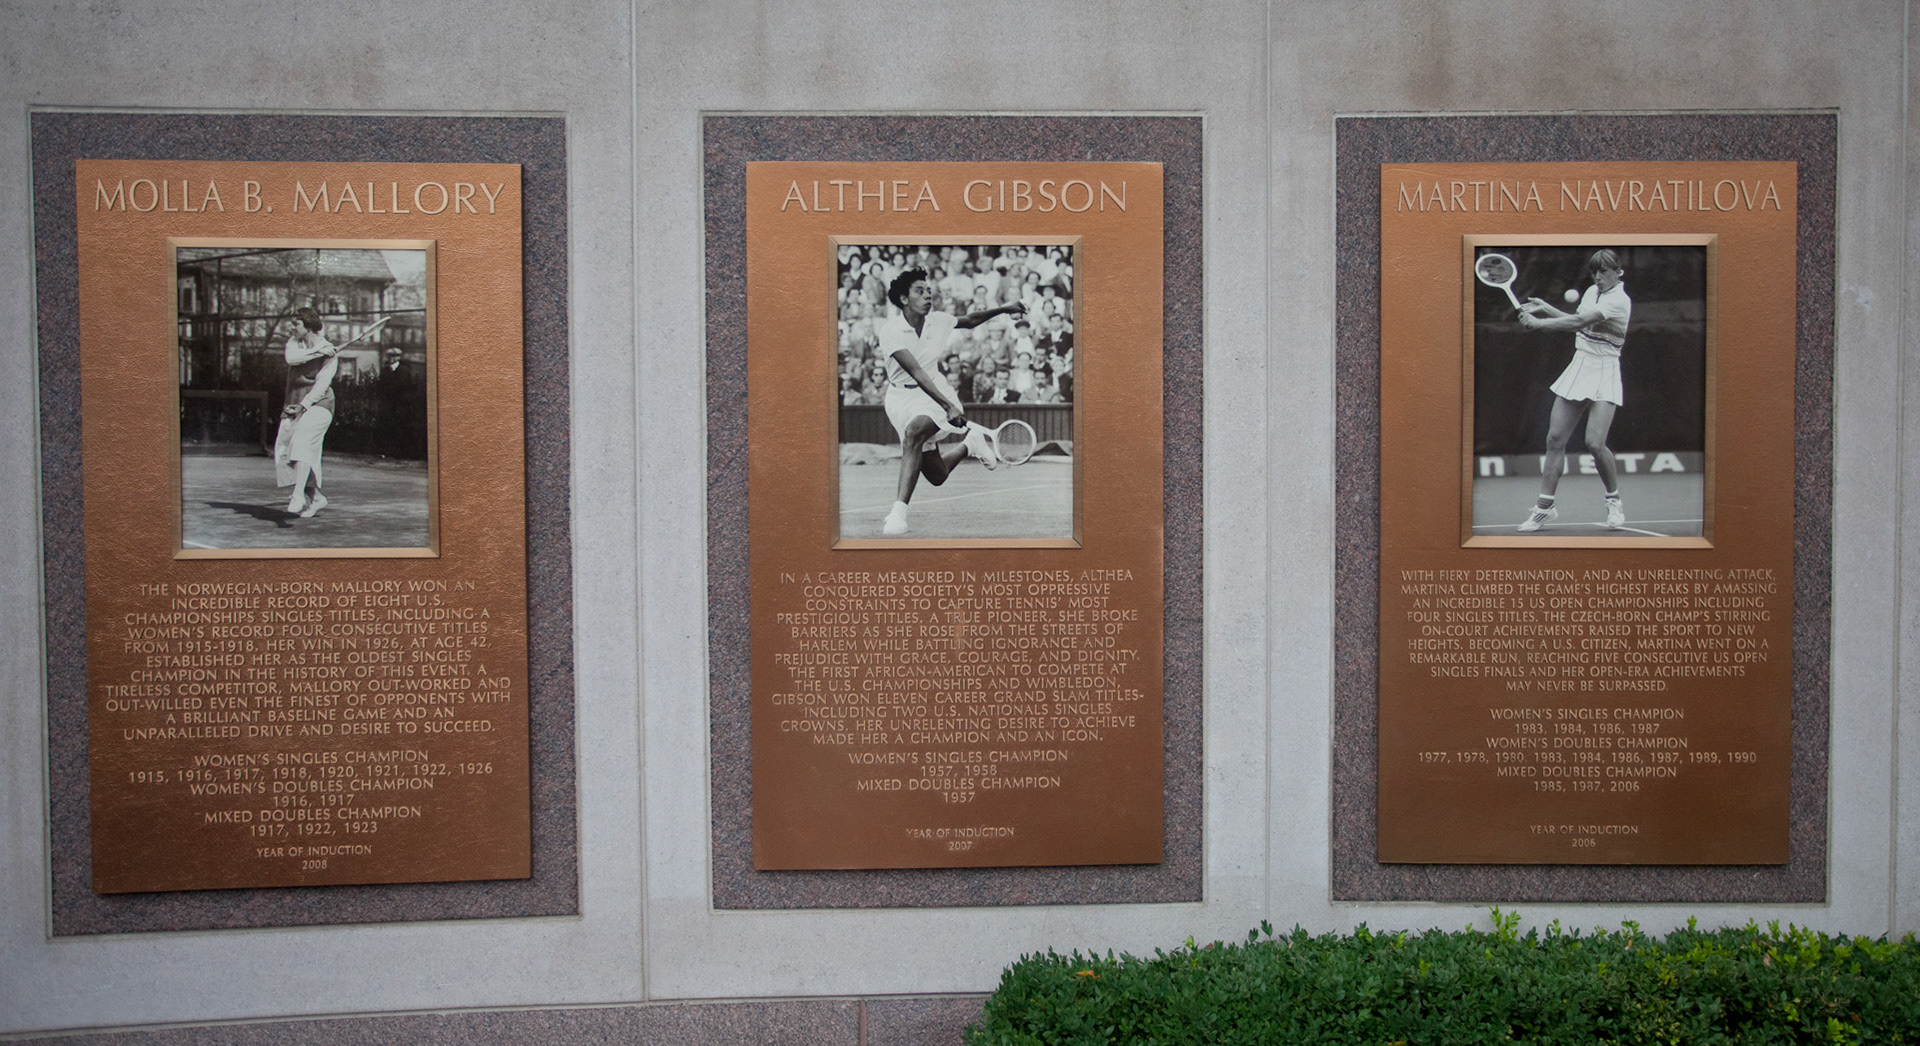 MOLLA B. MALLORY
THE NORWEGIAN-BORN MALLORY WON AN
INCREDIBLE RECORD OF EIGHT U.S.
CHAMPIONSHIPS SINGLES TITLES, INCLUDING A
WOMEN'S RECORD FOUR CONSECUTIVE TITLES
FROM 1915-1918. HER WIN IN 1926, AT AGE 42,
ESTABLISHED HER AS THE OLDEST SINGLES
CHAMPION IN THE HISTORY OF THIS EVENT. A
TIRELESS COMPETITOR, MALLORY OUT-WORKED AND
OUT-WILLED EVEN THE FINEST OF OPPONENTS WITH
A BRILLIANT BASELINE GAME AND AN
UNPARALLELED DRIVE AND DESIRE TO SUCCEED.
WOMEN'S SINGLES CHAMPION
1915, 1916, 1917, 1918, 1920, 1921, 1922, 1926
WOMEN'S DOUBLES CHAMPION
1916, 1917
MIXED DOUBLES CHAMPION
1917, 1922, 1923
YEAR OF INDUCTION
2008
ALTHEA GIBSON
IN A CAREER MEASURED IN MILESTONES, ALTHEA
CONQUERED SOCIETY'S MOST OPPRESSIVE
CONSTRAINTS TO CAPTURE TENNIS' MOST
PRESTIGIOUS TITLES. A TRUE PIONEER, SHE BROKE
BARRIERS AS SHE ROSE FROM THE STREETS OF
HARLEM WHILE BATTLING IGNORANCE AND
PREJUDICE WITH GRACE, COURAGE, AND DIGNITY.
THE FIRST AFRICAN-AMERICAN TO COMPETE AT
THE U.S. CHAMPIONSHIPS AND WIMBLEDON,
GIBSON WON ELEVEN CAREER GRAND SLAM TITLES-
INCLUDING TWO U.S. NATIONALS SINGLES
CROWNS. HER UNRELENTING DESIRE TO ACHIEVE
MADE HER A CHAMPION AND AN ICON.
WOMEN'S SINGLES CHAMPION
1957, 1958
MIXED DOUBLES CHAMPION
1957
YEAR OF INDUCTION
2007
MARTINA NAVRATILOVA
USTA
WITH FIERY DETERMINATION, AND AN UNRELENTING ATTACK,
MARTINA CLIMBED THE GAME'S HIGHEST PEAKS BY AMASSING
AN INCREDIBLE 15 US OPEN CHAMPIONSHIPS INCLUDING
FOUR SINGLES TITLES. THE CZECH-BORN CHAMP'S STIRRING
ON-COURT ACHIEVEMENTS RAISED THE SPORT TO NEW
HEIGHTS. BECOMING A U.S. CITIZEN, MARTINA WENT ON A
REMARKABLE RUN, REACHING FIVE CONSECUTIVE US OPEN
SINGLES FINALS AND HER OPEN-ERA ACHIEVEMENTS
MAY NEVER BE SURPASSED.
WOMEN'S SINGLES CHAMPION
1983, 1984, 1986, 1987
WOMEN'S DOUBLES CHAMPION
1977, 1978, 1980, 1983, 1984, 1986, 1987, 1989, 1990
MIXED DOUBLES CHAMPION
1985, 1987, 2006
YEAR OF INDUCTION
2006